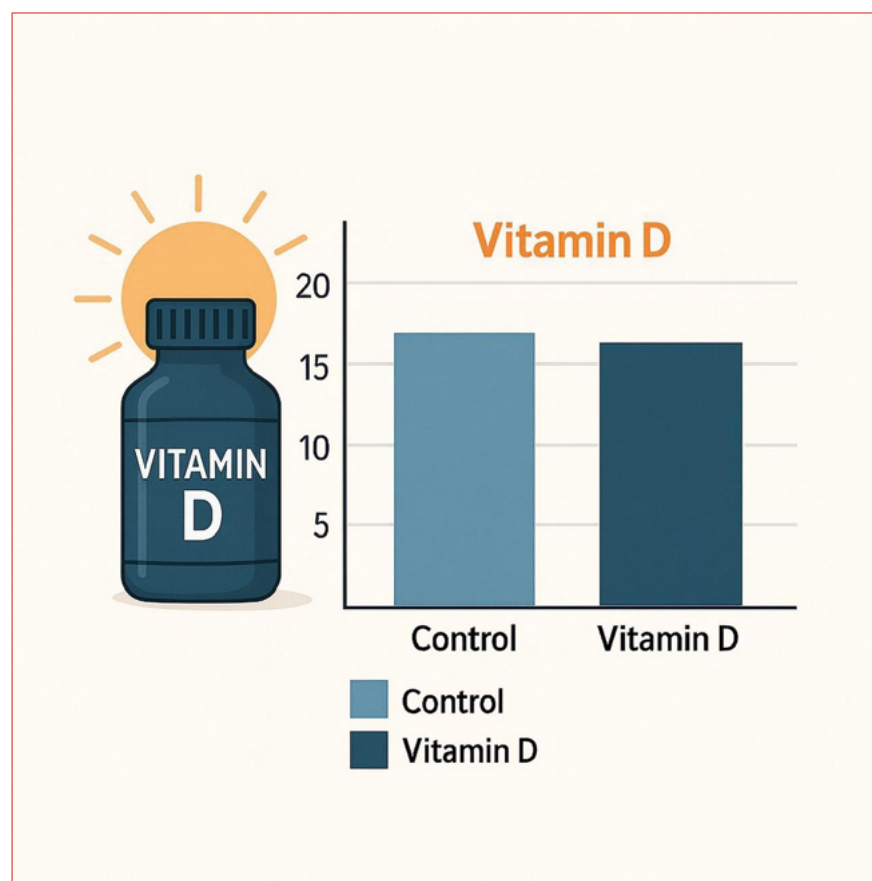 VITAMIN
D
Vitamin D
20
15
10
5
Control Vitamin D
Control
Vitamin D